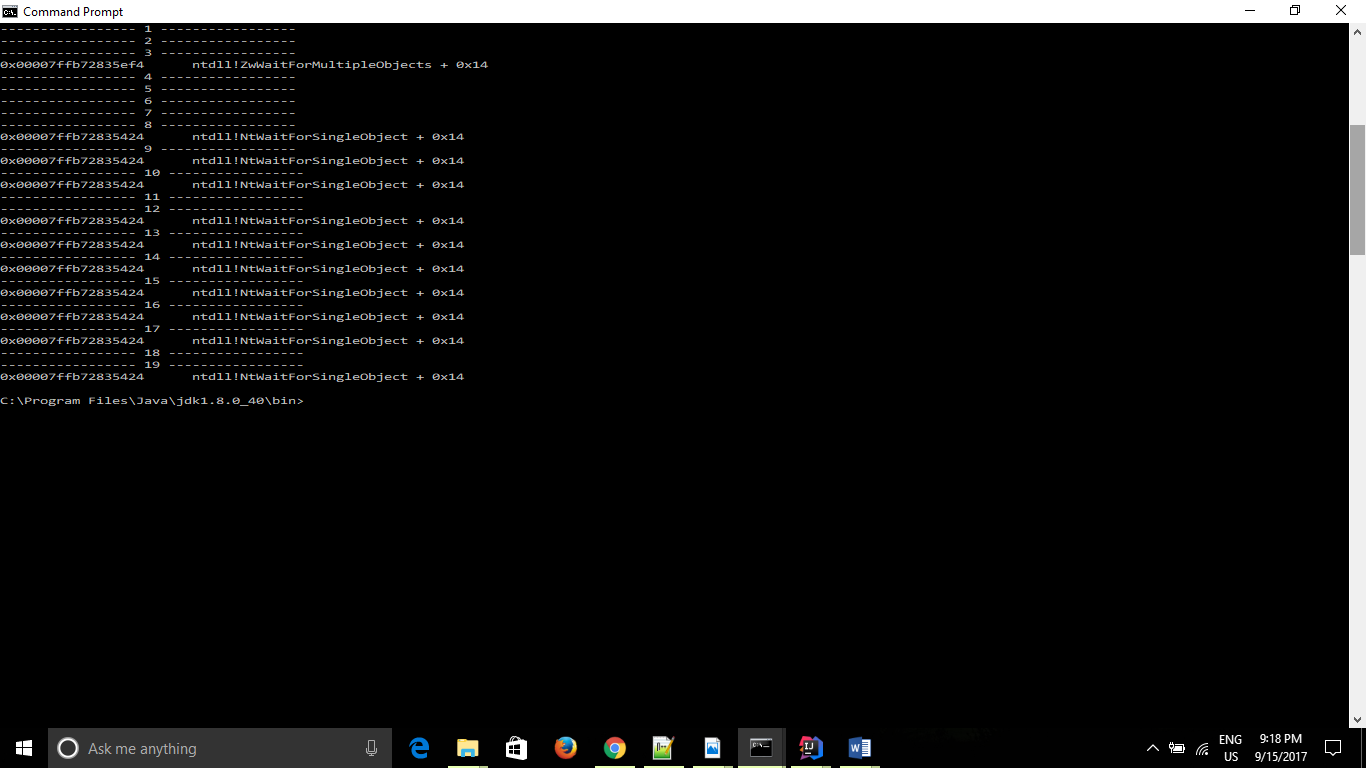 Command Prompt
----------------- 1 -----------------
----------------- 2 -----------------
----------------- 3 -----------------
0x00007ffb72835ef4	ntdll!ZwWaitForMultipleObjects + 0x14
----------------- 4 -----------------
----------------- 5 -----------------
----------------- 6 -----------------
----------------- 7 -----------------
----------------- 8 -----------------
0x00007ffb72835424	ntdll!NtWaitForSingleObject + 0x14
----------------- 9 -----------------
0x00007ffb72835424	ntdll!NtWaitForSingleObject + 0x14
----------------- 10 -----------------
0x00007ffb72835424	ntdll!NtWaitForSingleObject + 0x14
----------------- 11 -----------------
----------------- 12 -----------------
0x00007ffb72835424	ntdll!NtWaitForSingleObject + 0x14
----------------- 13 -----------------
0x00007ffb72835424	ntdll!NtWaitForSingleObject + 0x14
----------------- 14 -----------------
0x00007ffb72835424	ntdll!NtWaitForSingleObject + 0x14
----------------- 15 -----------------
0x00007ffb72835424	ntdll!NtWaitForSingleObject + 0x14
----------------- 16 -----------------
0x00007ffb72835424	ntdll!NtWaitForSingleObject + 0x14
----------------- 17 -----------------
0x00007ffb72835424	ntdll!NtWaitForSingleObject + 0x14
----------------- 18 -----------------
----------------- 19 -----------------
0x00007ffb72835424	ntdll!NtWaitForSingleObject + 0x14
C:\Program Files\Java\jdk1.8.0_40\bin>
Ask me anything
ENG
US
9:18 PM
9/15/2017